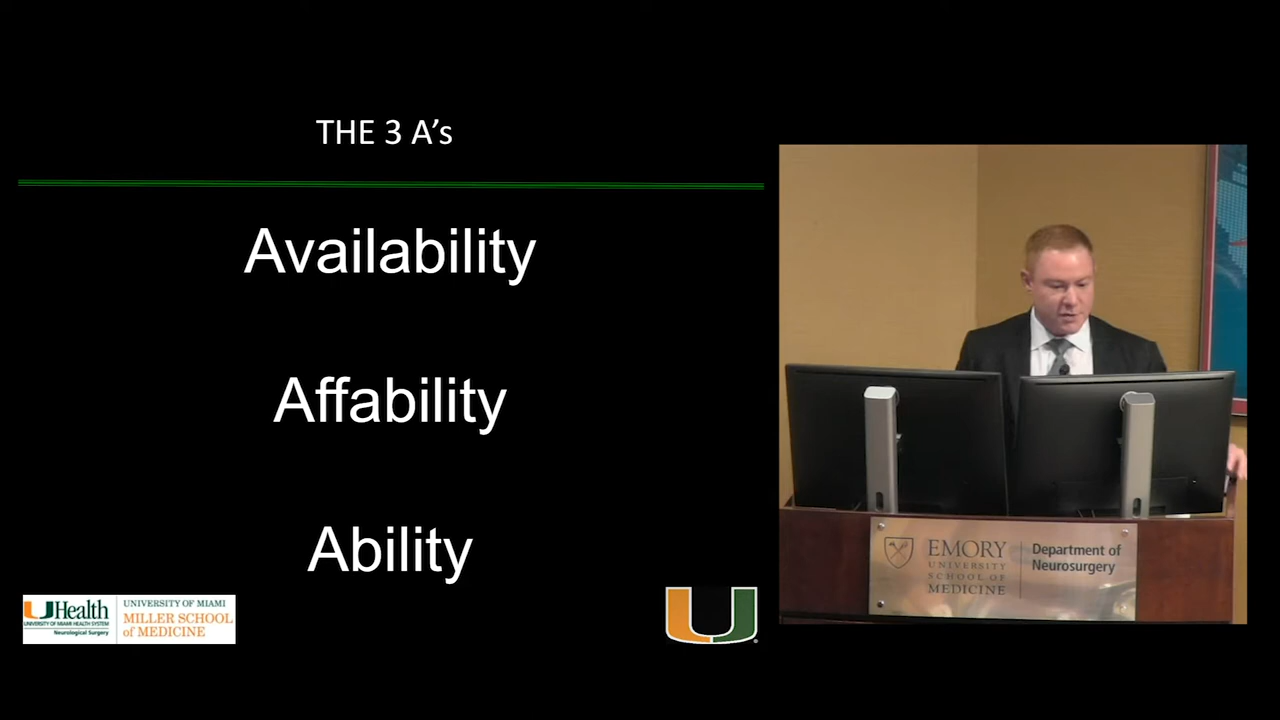 THE 3 A’s
Availability
Affability
Ability
UHealth
UNIVERSITY OF MIAMI HEALTH SYSTEM
Neurological Surgery
UNIVERSITY OF MIAMI
MILLER SCHOOL
of MEDICINE
EMORY
UNIVERSITY
SCHOOL OF
MEDICINE
Department of
Neurosurgery